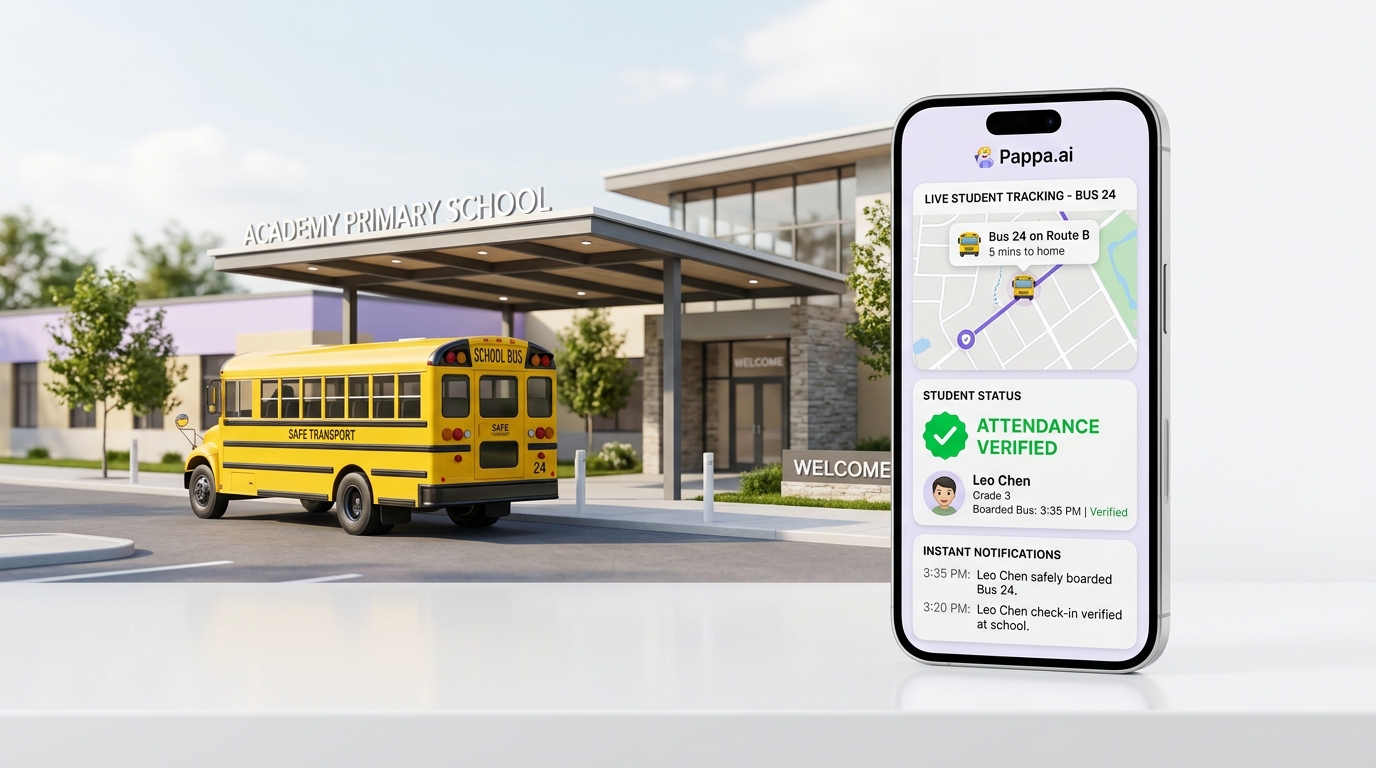 ACADEMY PRIMARY SCHOOL
SCHOOL BUS
SAFE TRANSPORT
SAFE
24
WELCOME
WELCOME
Pappa.ai
LIVE STUDENT TRACKING - BUS 24
Bus 24 on Route B
5 mins to home
STUDENT STATUS
ATTENDANCE
VERIFIED
Leo Chen
Grade 3
Boarded Bus: 3:35 PM | Verified
INSTANT NOTIFICATIONS
3:35 PM: Leo Chen safely boarded
Bus 24.
3:20 PM: Leo Chen check-in verified
at school.